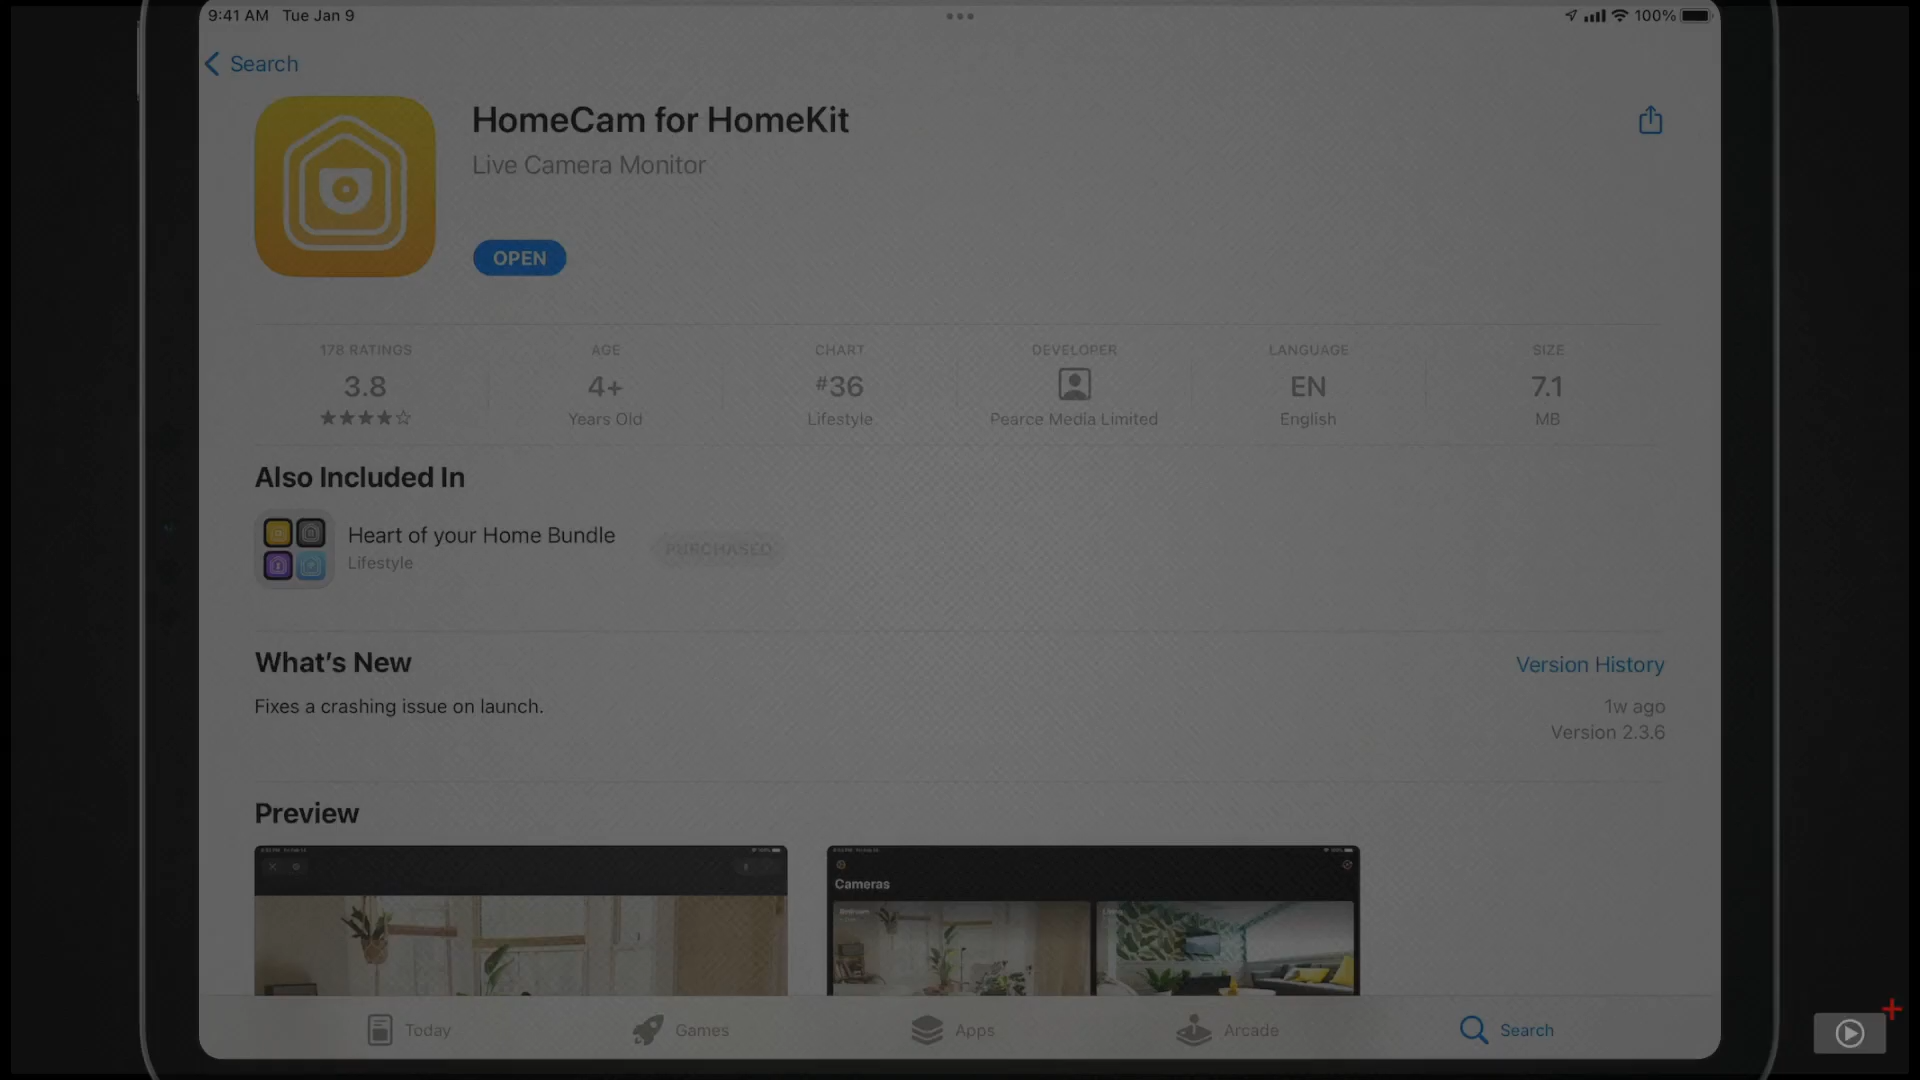 9:41 AM Tue Jan 9
100%
Search
HomeCam for HomeKit
Live Camera Monitor
OPEN
178 RATINGS
3.8
AGE
4+
Years Old
CHART
#36
Lifestyle
DEVELOPER
Pearce Media Limited
LANGUAGE
EN
English
SIZE
7.1
MB
Also Included In
Heart of your Home Bundle
Lifestyle
PURCHASED
What's New
Version History
Fixes a crashing issue on launch.
1w ago
Version 2.3.6
Preview
Cameras
Today
Games
Apps
Arcade
Search